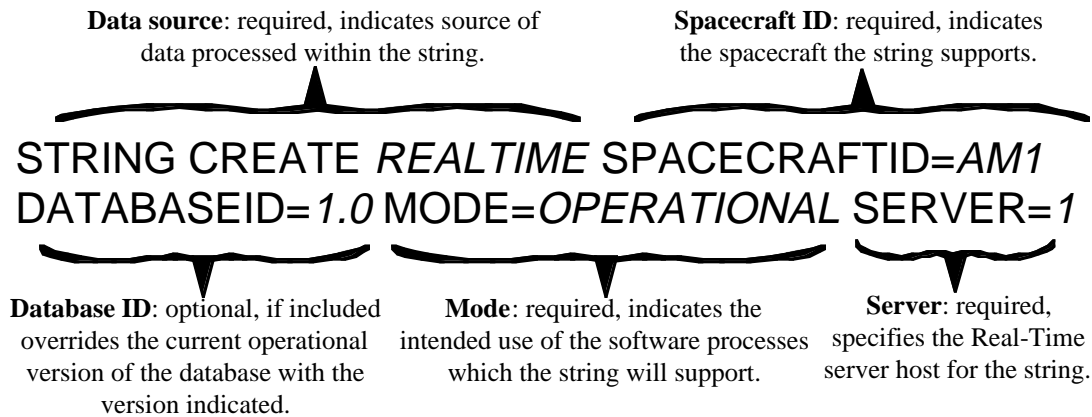 Data source: required, indicates source of
data processed within the string.
Spacecraft ID: required, indicates
the spacecraft the string supports.
STRING CREATE REALTIME SPACECRAFTID=AM1
DATABASEID=1.0 MODE=OPERATIONAL SERVER=1
Database ID: optional, if included
overrides the current operational
version of the database with the
version indicated.
Mode: required, indicates the
intended use of the software processes
which the string will support.
Server: required,
specifies the Real-Time
server host for the string.